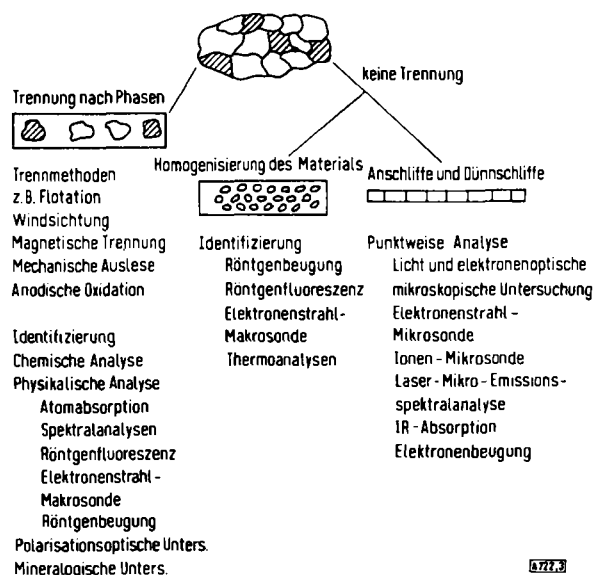 keine Trennung
Trennung nach Phasen
Trennmethoden
z.B. Flotation
Windsichtung
Magnetische Trennung
Mechanische Auslese
Anodische Oxidation
Identifizierung
Chemische Analyse
Physikalische Analyse
Atomabsorption
Spektralanalysen
Röntgenfluoreszenz
Elektronenstrahl-
Makrosonde
Röntgenbeugung
Polarisationsoptische Unters.
Mineralogische Unters.
Homogenisierung des Materials
Identifizierung
Röntgenbeugung
Röntgenfluoreszenz
Elektronenstrahl-
Makrosonde
Thermoanalysen
Anschliffe und Dünnschliffe
Punktweise Analyse
Licht und elektronenoptische
mikroskopische Untersuchung
Elektronenstrahl-
Mikrosonde
Ionen-Mikrosonde
Laser-Mikro-Emissions-
spektralanalyse
IR-Absorption
Elektronenbeugung
A722.3